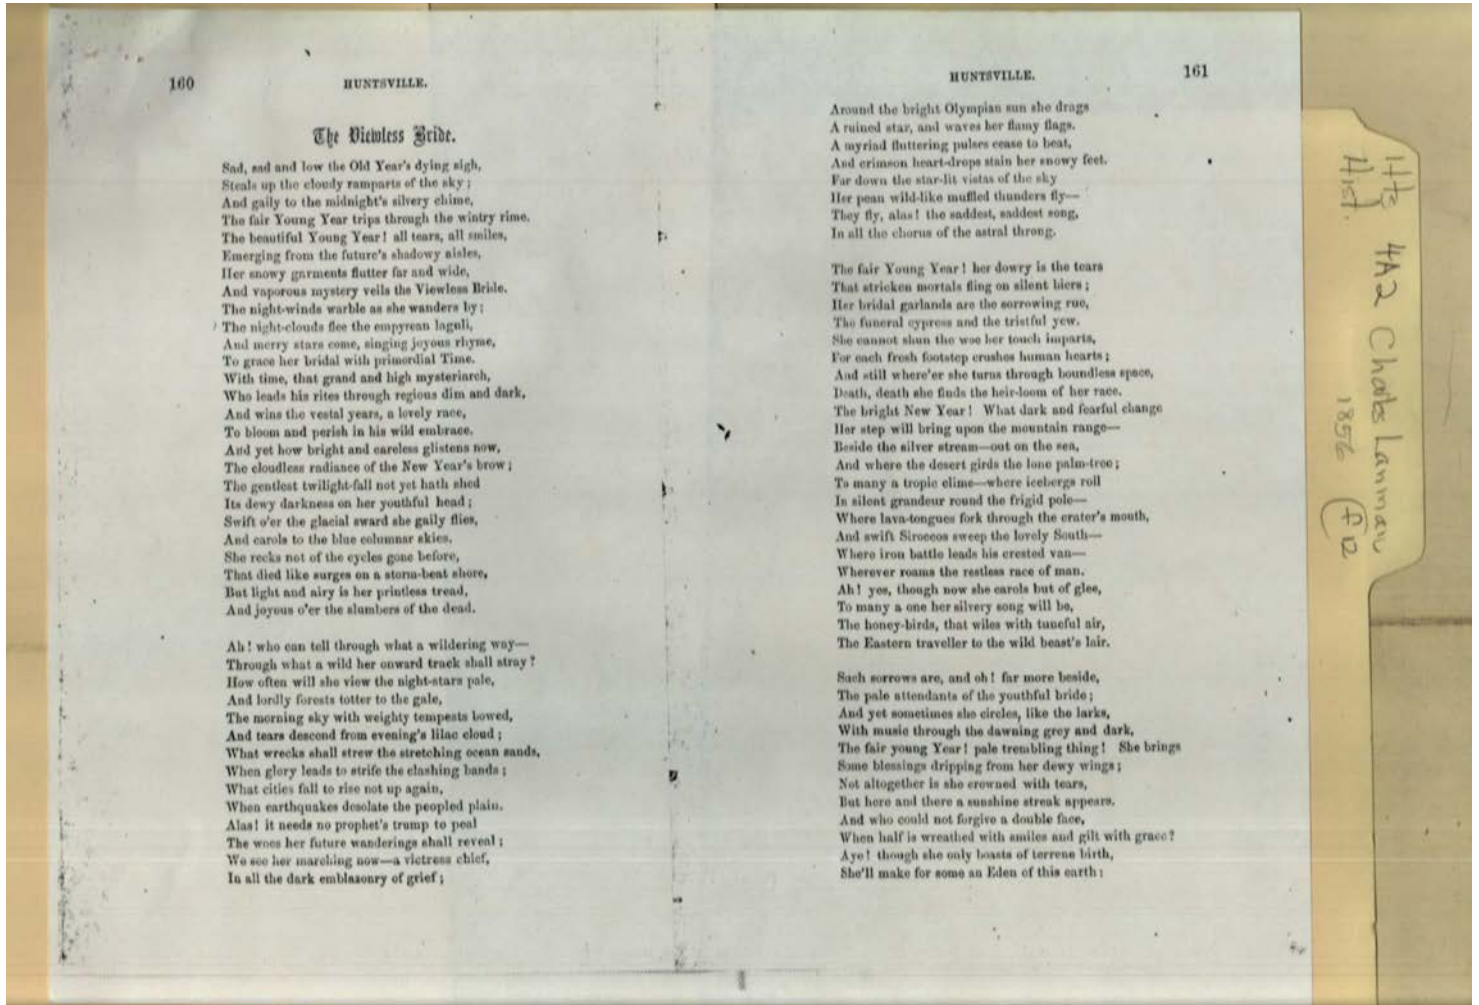 160
HUNTSVILLE.
The Viewless Bride.
Sad, sad and low the Old Year's dying sigh,
Steals up the cloudy ramparts of the sky;
And gaily to the midnight's silvery chime,
The fair Young Year trips through the wintry rime.
The beautiful Young Year! all tears, all smiles,
Emerging from the future's shadowy aisles,
Her snowy garments flutter far and wide,
And vaporous mystery veils the Viewless Bride.
The night-winds warble as she wanders by;
The night-clouds flee the empyrean laguli,
And merry stars come, singing joyous rhyme,
To grace her bridal with primordial Time.
With time, that grand and high mysteriarch,
Who leads his rites through regions dim and dark,
And wins the vestal years, a lovely race,
To bloom and perish in his wild embrace.
And yet how bright and careless glistens now,
The cloudless radiance of the New Year's brow;
The gentlest twilight-fall not yet hath shed
Its dewy darkness on her youthful head;
Swift o'er the glacial sward she gaily flies,
And carols to the blue columnar skies.
She recks not of the cycles gone before,
That died like surges on a storm-beat shore,
But light and airy is her printless tread,
And joyous o'er the slumbers of the dead.
Ah! who can tell through what a wildering way—
Through what a wild her onward track shall stray?
How often will she view the night-stars pale,
And lordly forests totter to the gale,
The morning sky with weighty tempests bowed,
And tears descend from evening's lilac cloud;
What wrecks shall strew the stretching ocean sands,
When glory leads to strife the clashing bands;
What cities fall to rise not up again,
When earthquakes desolate the peopled plain.
Alas! it needs no prophet's trump to peal
The woes her future wanderings shall reveal;
We see her marching now—a victress chief,
In all the dark emblazonry of grief;
HUNTSVILLE.
161
Around the bright Olympian sun she drags
A ruined star, and waves her flamy flags.
A myriad fluttering pulses cease to beat,
And crimson heart-drops stain her snowy feet.
Far down the star-lit vistas of the sky
Her pean wild-like muffled thunders fly—
They fly, alas! the saddest, saddest song,
In all the chorus of the astral throng.
The fair Young Year! her dowry is the tears
That stricken mortals fling on silent biers;
Her bridal garlands are the sorrowing rue,
The funeral cypress and the tristful yew.
She cannot shun the woe her touch imparts,
For each fresh footstep crushes human hearts;
And still where'er she turns through boundless space,
Death, death she finds the heir-loom of her race.
The bright New Year! What dark and fearful change
Her step will bring upon the mountain range—
Beside the silver stream—out on the sea,
And where the desert girds the lone palm-tree;
To many a tropic clime—where icebergs roll
In silent grandeur round the frigid pole—
Where lava-tongues fork through the crater's mouth,
And swift Siroccos sweep the lovely South—
Where iron battle leads his crested van—
Wherever roams the restless race of man.
Ah! yes, though now she carols but of glee,
To many a one her silvery song will be,
The honey-birds, that wiles with tuneful air,
The Eastern traveller to the wild beast's lair.
Such sorrows are, and oh! far more beside,
The pale attendants of the youthful bride;
And yet sometimes she circles, like the larks,
With music through the dawning grey and dark,
The fair young Year! pale trembling thing! She brings
Some blessings dripping from her dewy wings;
Not altogether is she crowned with tears,
But here and there a sunshine streak appears.
And who could not forgive a double face,
When half is wreathed with smiles and gilt with grace?
Aye! though she only boasts of terrene birth,
She'll make for some an Eden of this earth;
Hist. 4A2 Charles Lanman
1856 f12